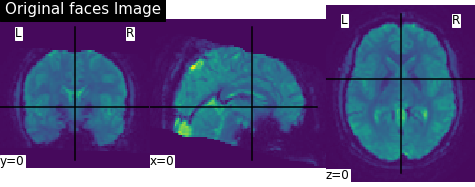 Original faces Image
L R L R
y=0 x=0 z=0